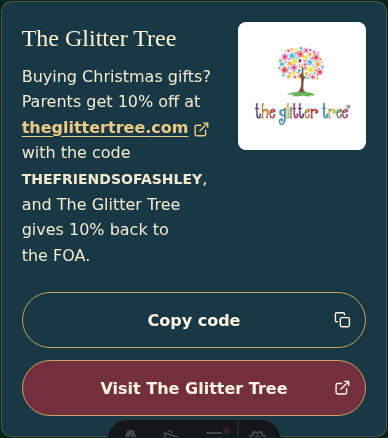 The Glitter Tree
the glitter tree
Buying Christmas gifts?
Parents get 10% off at
theglittertree.com
with the code
THEFRIENDSOFASHLEY,
and The Glitter Tree
gives 10% back to
the FOA.
Copy code
Visit The Glitter Tree